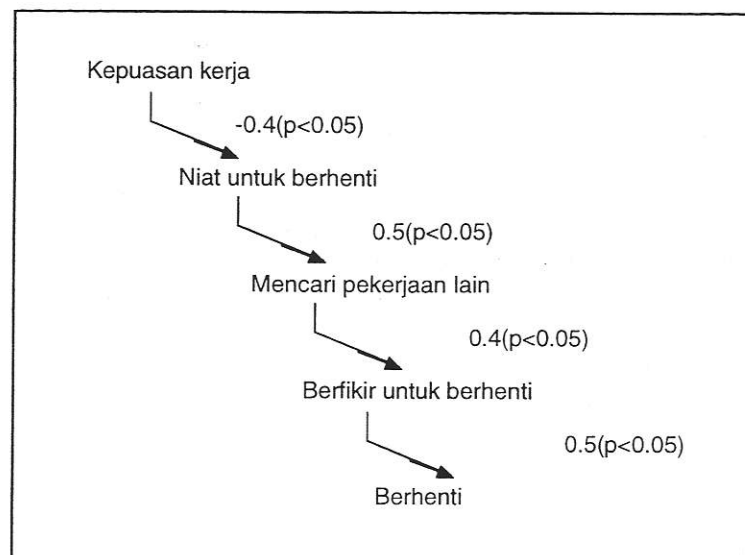 Kepuasan kerja
-0.4(p<0.05)
Niat untuk berhenti
0.5(p<0.05)
Mencari pekerjaan lain
0.4(p<0.05)
Berfikir untuk berhenti
0.5(p<0.05)
Berhenti